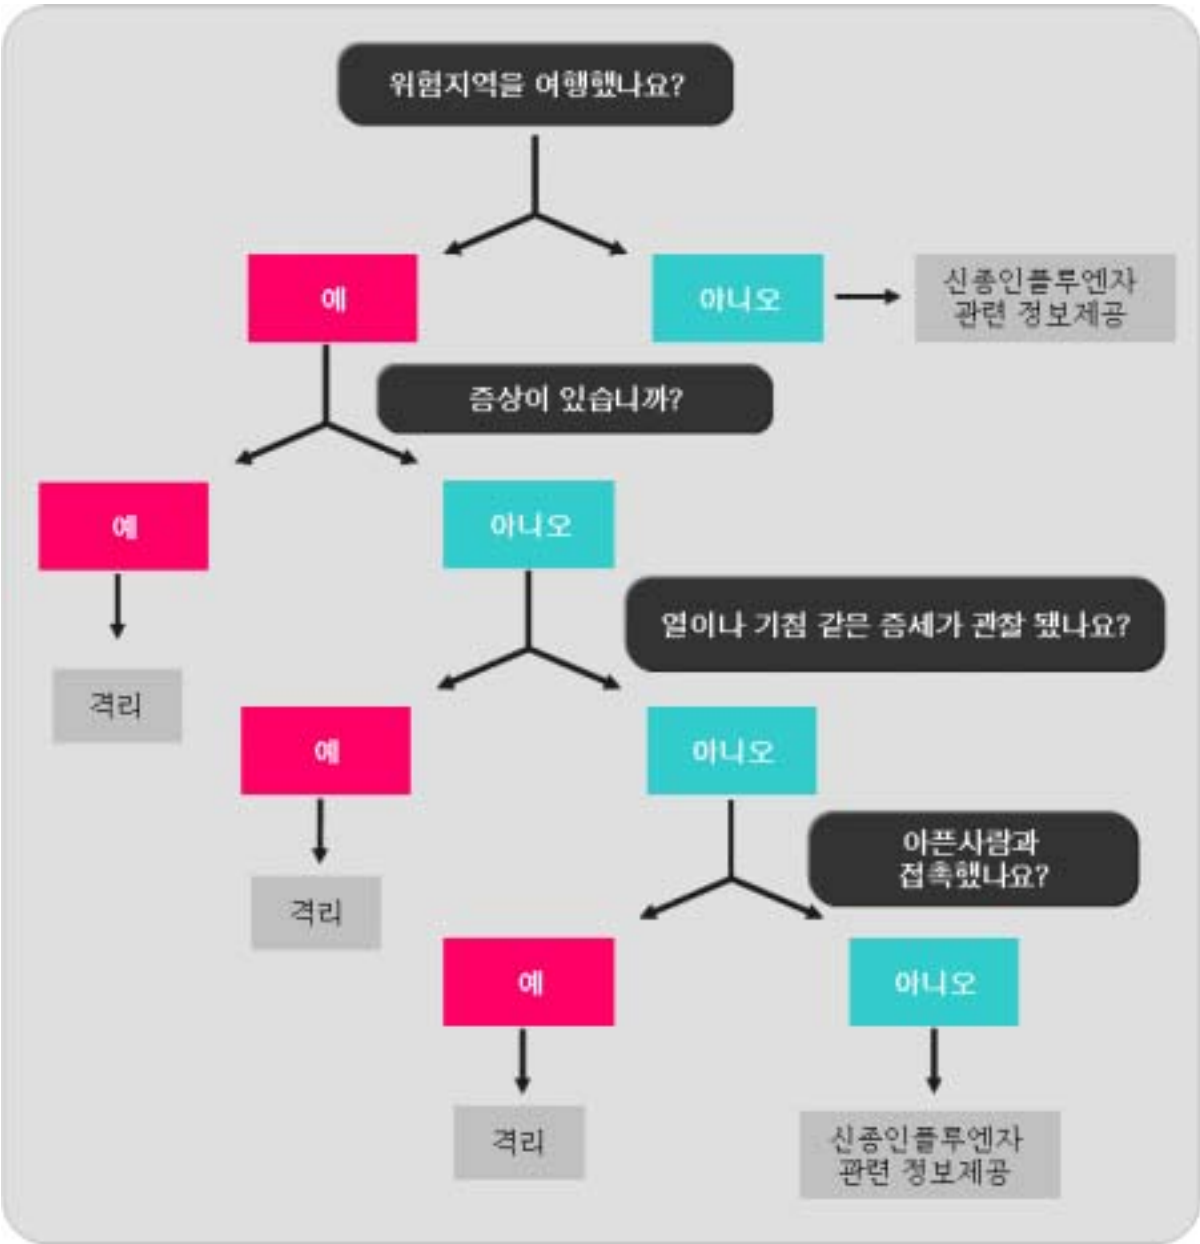 위험지역을 여행했나요?
예
아니오
신종인플루엔자
관련 정보제공
증상이 있습니까?
예
아니오
격리
열이나 기침 같은 증세가 관찰 됐나요?
예
아니오
격리
아픈사람과
접촉했나요?
예
아니오
격리
신종인플루엔자
관련 정보제공